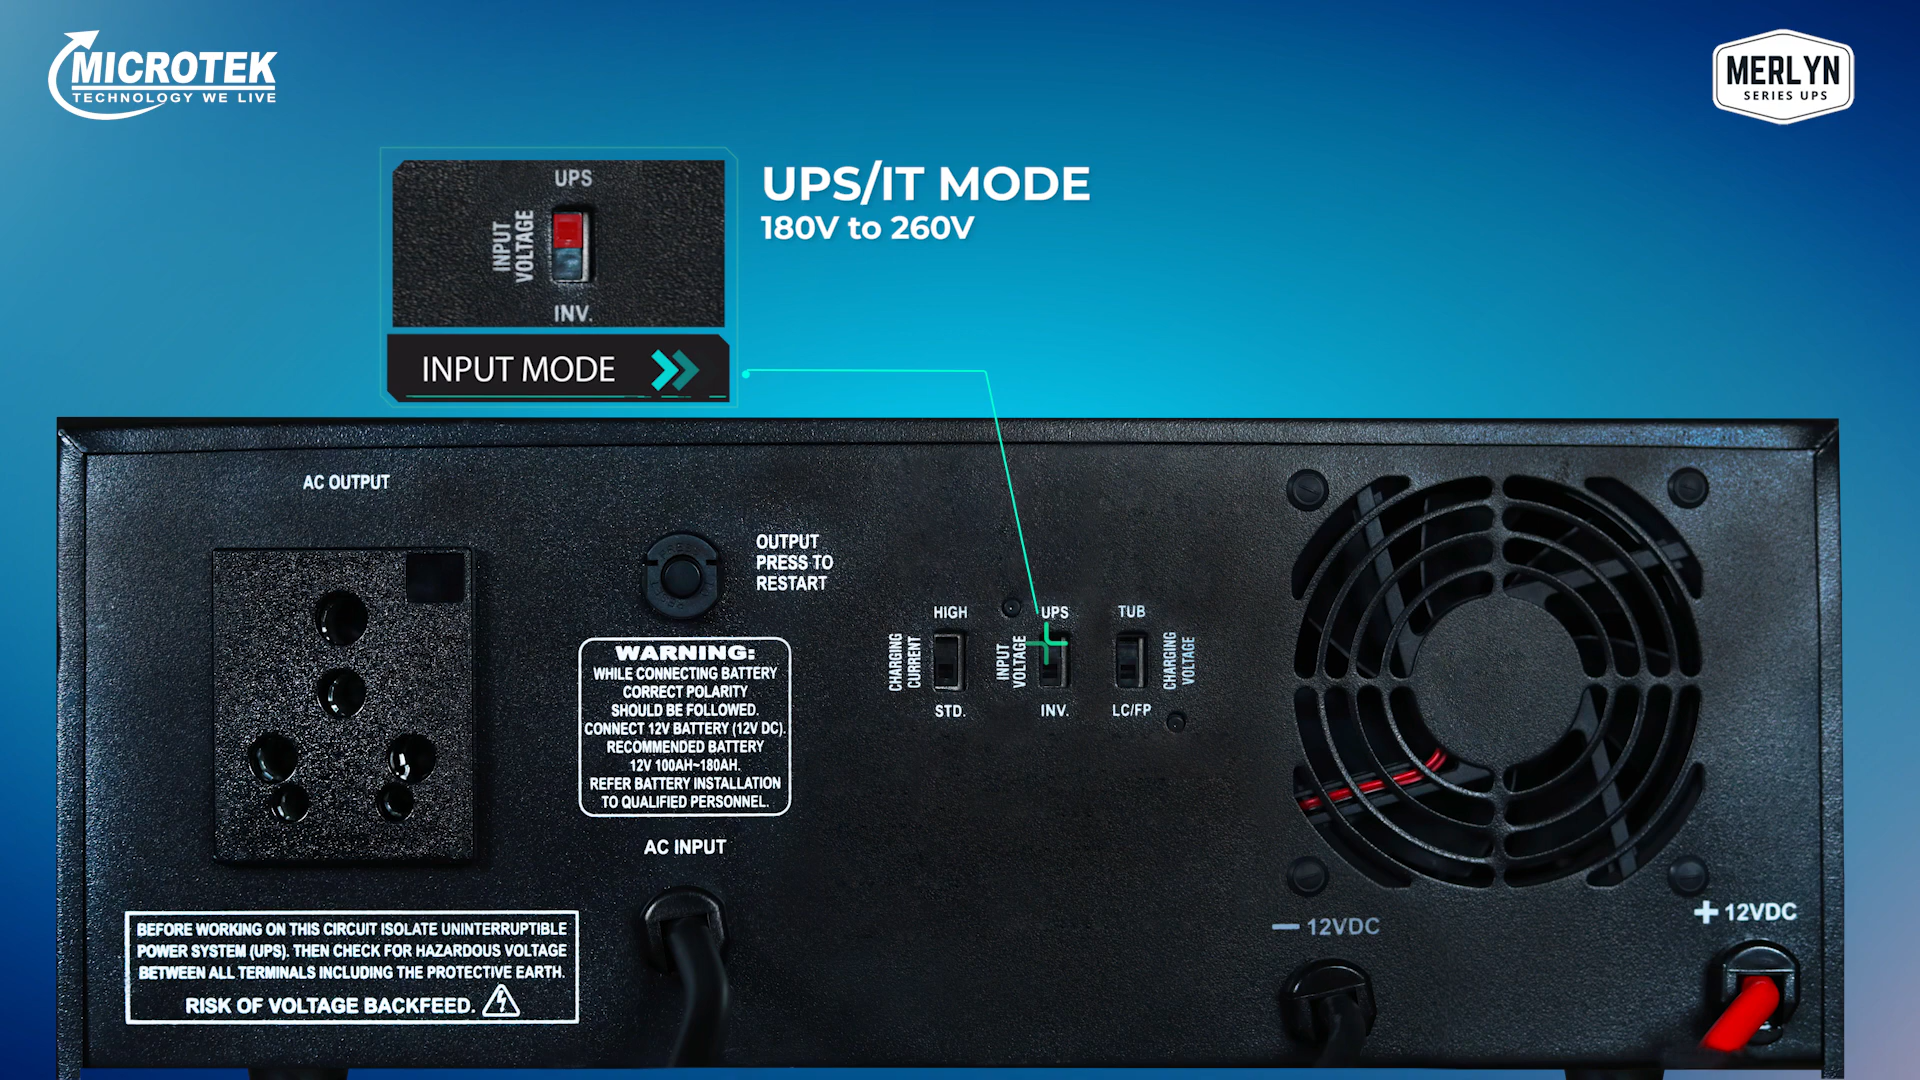 MICROTEK
TECHNOLOGY WE LIVE
MERLYN
SERIES UPS
UPS
INPUT
VOLTAGE
INV.
INPUT MODE
UPS/IT MODE
180V to 260V
AC OUTPUT
OUTPUT
PRESS TO
RESTART
WARNING:
WHILE CONNECTING BATTERY
CORRECT POLARITY
SHOULD BE FOLLOWED.
CONNECT 12V BATTERY (12V DC).
RECOMMENDED BATTERY
12V 100AH~180AH.
REFER BATTERY INSTALLATION
TO QUALIFIED PERSONNEL.
AC INPUT
HIGH
CHARGING
CURRENT
STD.
UPS
INPUT
VOLTAGE
INV.
TUB
CHARGING
VOLTAGE
LC/FP
BEFORE WORKING ON THIS CIRCUIT ISOLATE UNINTERRUPTIBLE
POWER SYSTEM (UPS). THEN CHECK FOR HAZARDOUS VOLTAGE
BETWEEN ALL TERMINALS INCLUDING THE PROTECTIVE EARTH.
RISK OF VOLTAGE BACKFEED.
— 12VDC
+ 12VDC